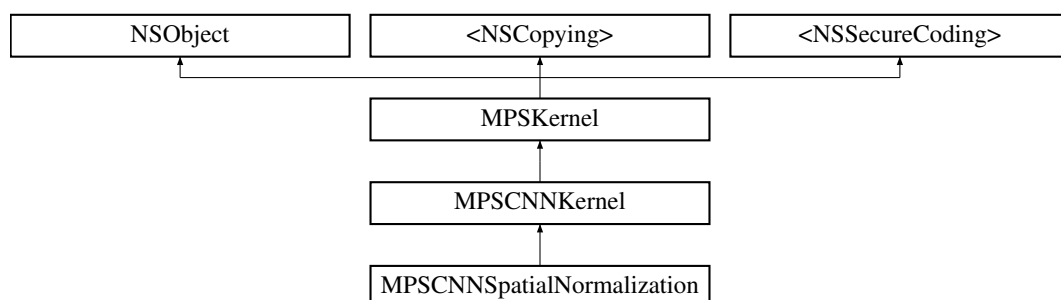 NSObject
<NSCopying>
<NSSecureCoding>
MPSKernel
MPSCNNKernel
MPSCNNSpatialNormalization